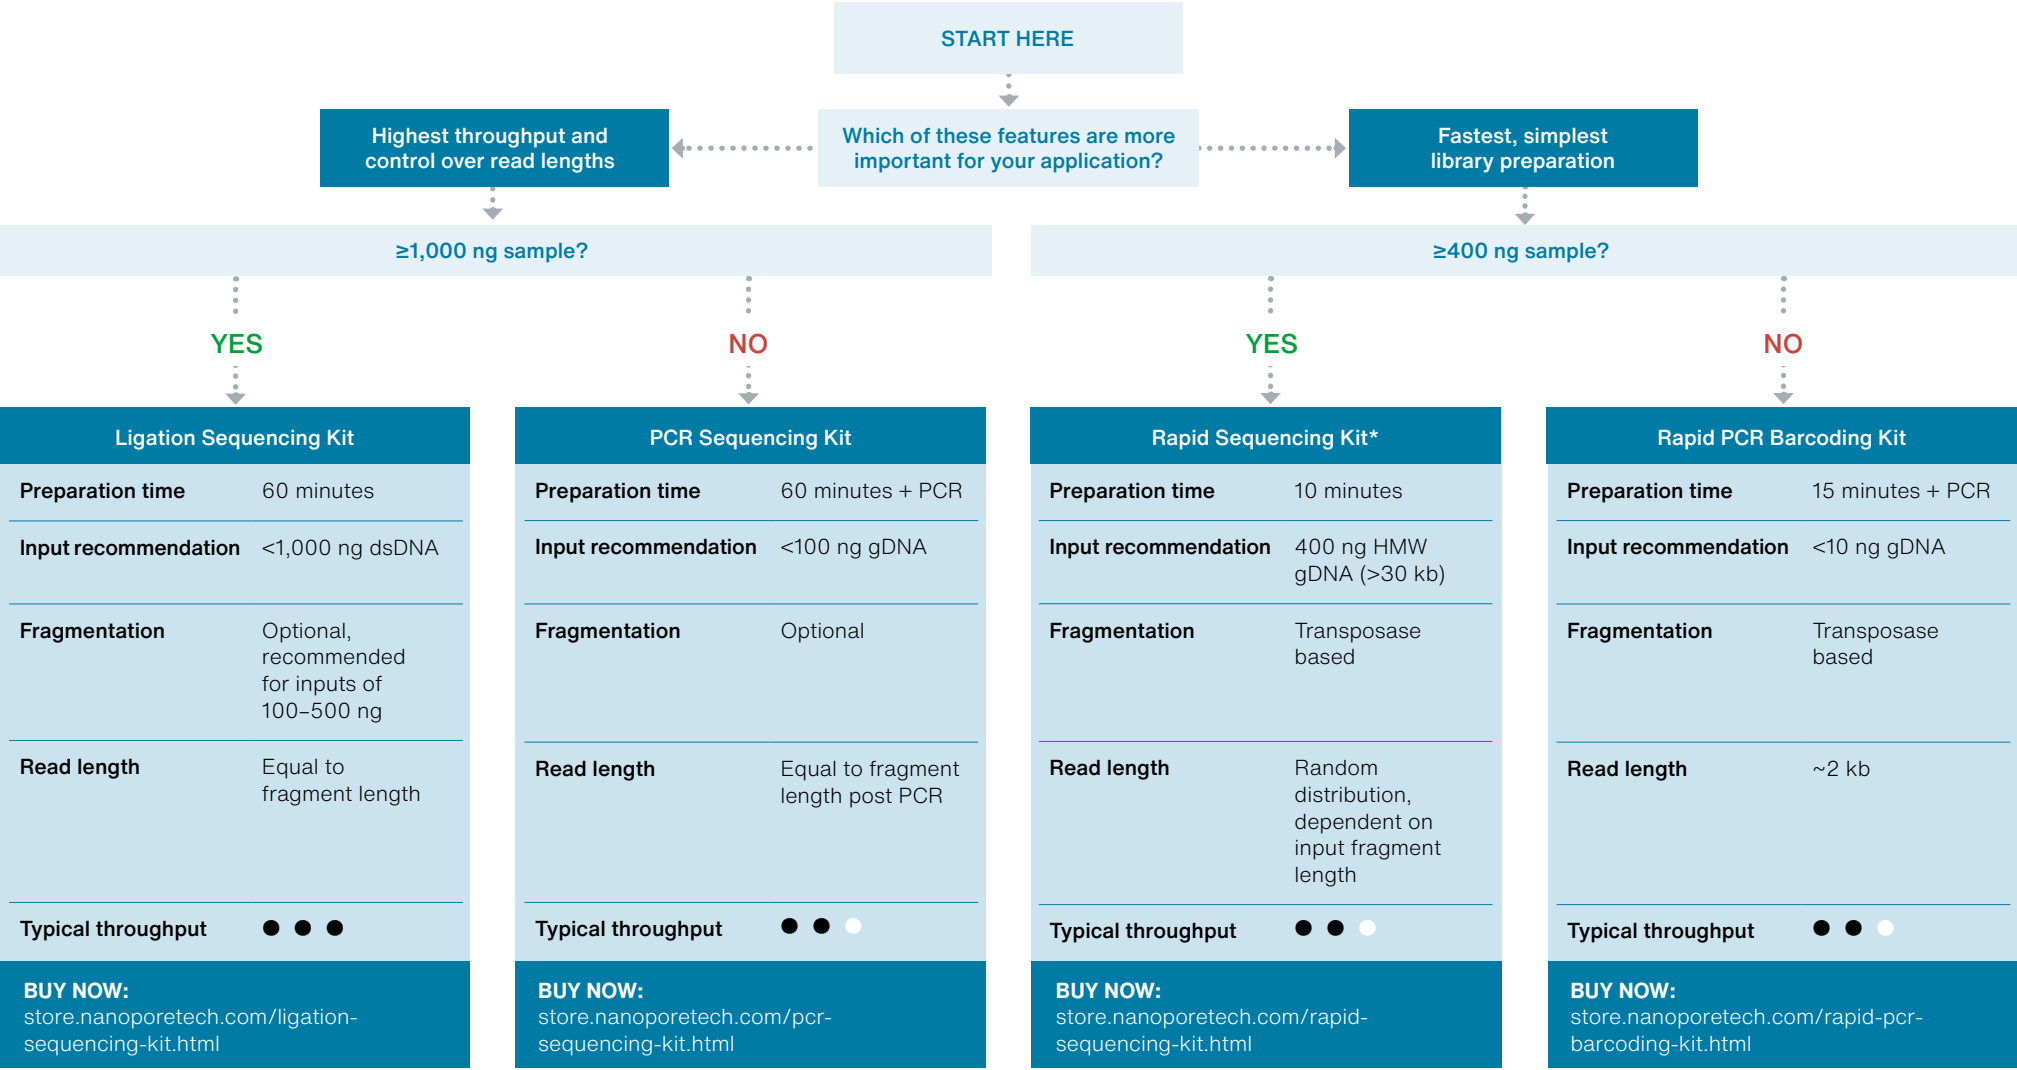 START HERE
Which of these features are more
important for your application?
Highest throughput and
control over read lengths
Fastest, simplest
library preparation
≥1,000 ng sample?
≥400 ng sample?
YES
NO
YES
NO
Ligation Sequencing Kit
Preparation time 60 minutes
Input recommendation <1,000 ng dsDNA
Fragmentation Optional,
recommended
for inputs of
100–500 ng
Read length Equal to
fragment length
Typical throughput
BUY NOW:
store.nanoporetech.com/ligation-
sequencing-kit.html
PCR Sequencing Kit
Preparation time 60 minutes + PCR
Input recommendation <100 ng gDNA
Fragmentation Optional
Read length Equal to fragment
length post PCR
Typical throughput
BUY NOW:
store.nanoporetech.com/pcr-
sequencing-kit.html
Rapid Sequencing Kit*
Preparation time 10 minutes
Input recommendation 400 ng HMW
gDNA (>30 kb)
Fragmentation Transposase
based
Read length Random
distribution,
dependent on
input fragment
length
Typical throughput
BUY NOW:
store.nanoporetech.com/rapid-
sequencing-kit.html
Rapid PCR Barcoding Kit
Preparation time 15 minutes + PCR
Input recommendation <10 ng gDNA
Fragmentation Transposase
based
Read length ~2 kb
Typical throughput
BUY NOW:
store.nanoporetech.com/rapid-pcr-
barcoding-kit.html